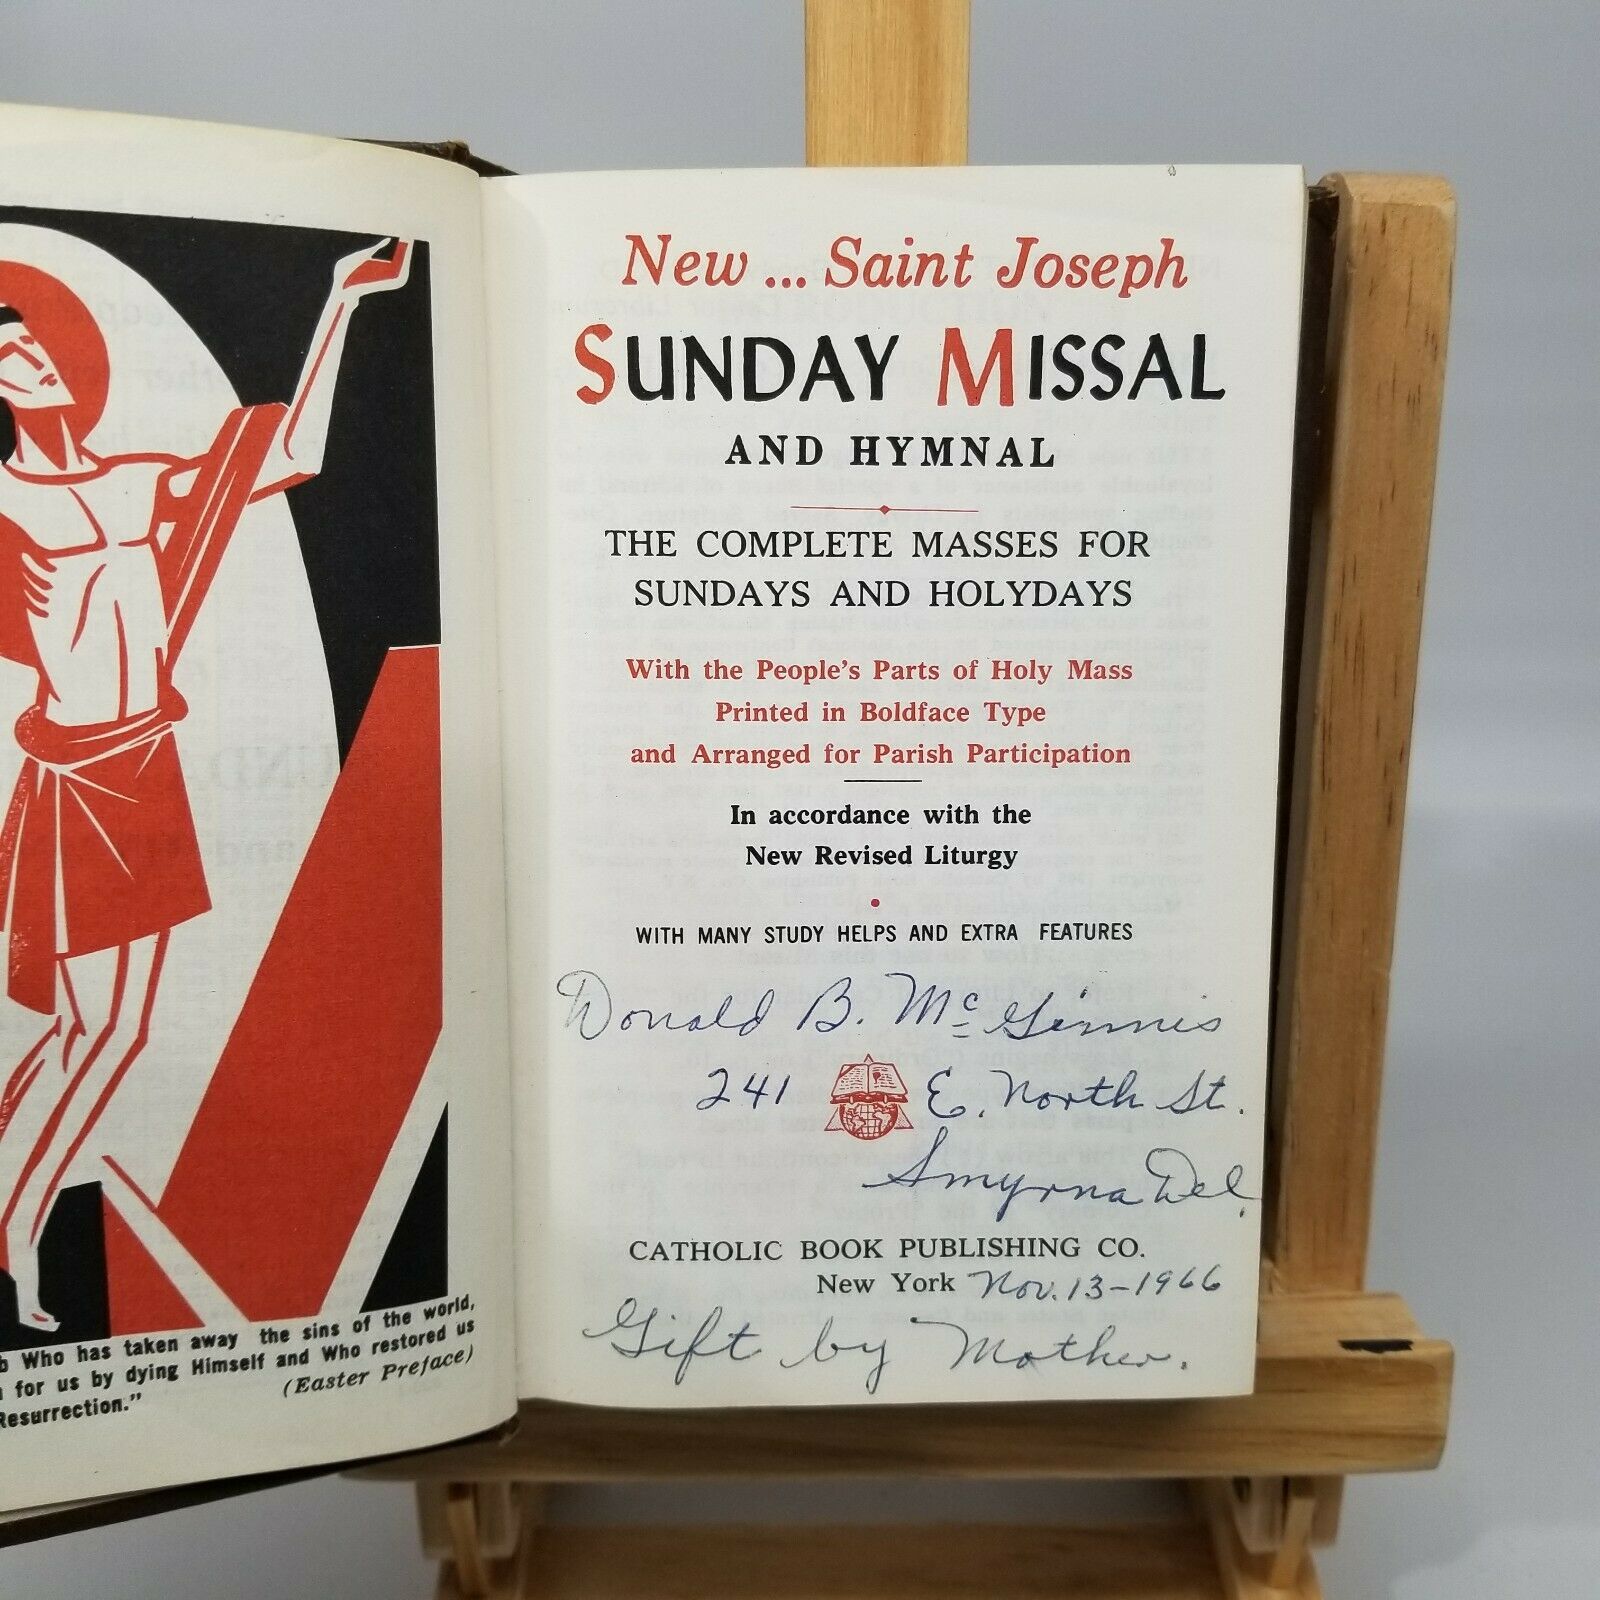 Who has taken away the sins of the world,
for us by dying Himself and Who restored us
Resurrection."
(Easter Preface)
New ... Saint Joseph
SUNDAY MISSAL
AND HYMNAL
THE COMPLETE MASSES FOR
SUNDAYS AND HOLYDAYS
With the People's Parts of Holy Mass
Printed in Boldface Type
and Arranged for Parish Participation
In accordance with the
New Revised Liturgy
WITH MANY STUDY HELPS AND EXTRA FEATURES
Donald B. McGinnis
241 E. North St.
Smyrna Del.
CATHOLIC BOOK PUBLISHING CO.
New York Nov. 13-1966
Gift by Mother.